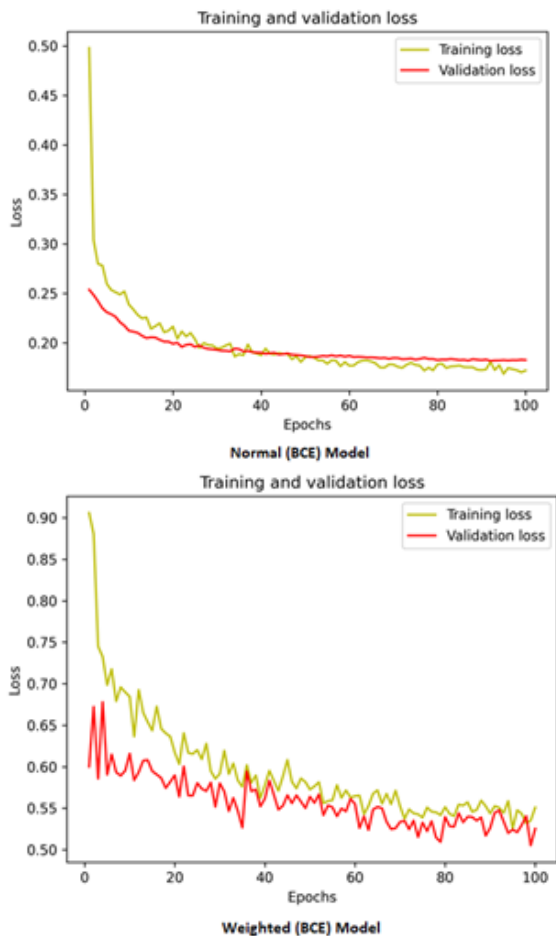 Training and validation loss
0.50
Training loss
Validation loss
0.45
0.40
0.35
Loss
0.30
0.25
0.20
0 20 40 60 80 100
Epochs
Normal (BCE) Model
Training and validation loss
0.90
Training loss
Validation loss
0.85
0.80
0.75
Loss
0.70
0.65
0.60
0.55
0.50
0 20 40 60 80 100
Epochs
Weighted (BCE) Model